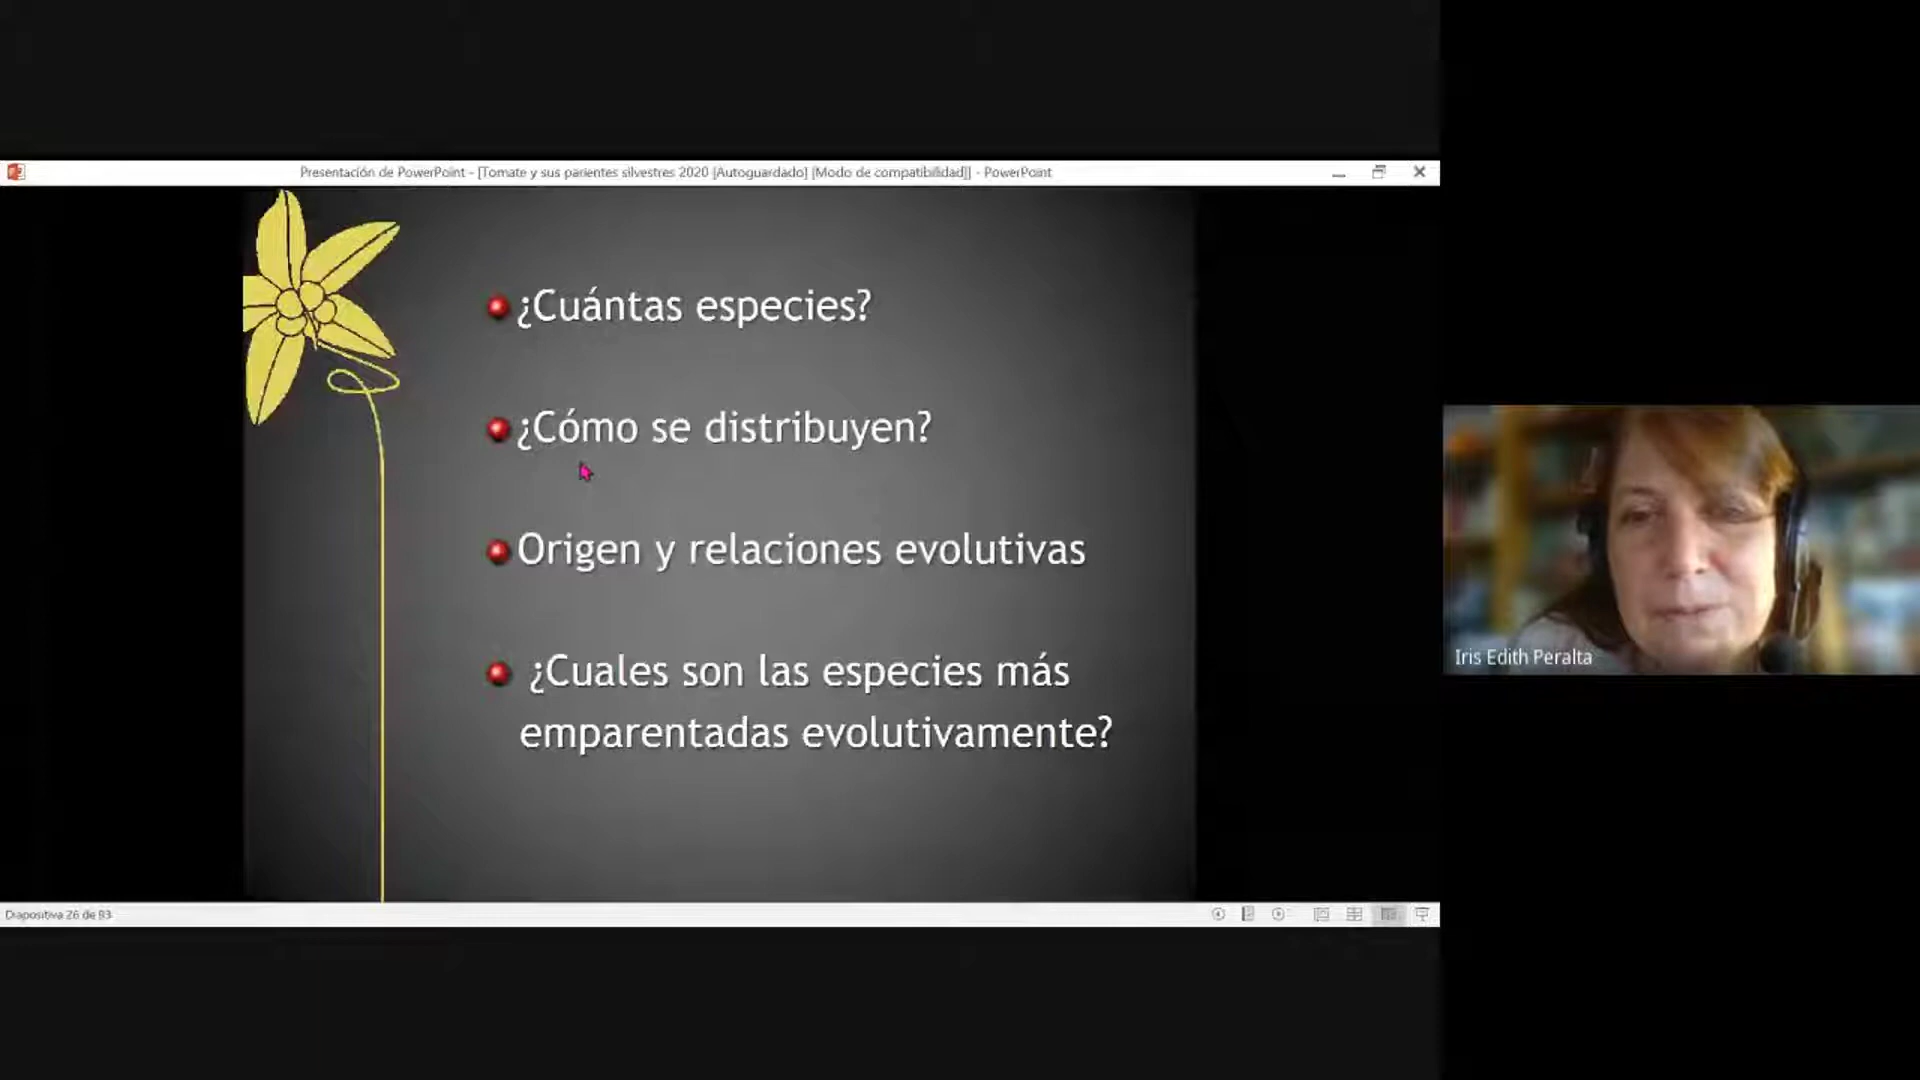 Presentación de PowerPoint - [Tomate y sus parientes silvestres 2020 [Autoguardado] [Modo de compatibilidad]] - PowerPoint
¿Cuántas especies?
¿Cómo se distribuyen?
Origen y relaciones evolutivas
¿Cuales son las especies más
emparentadas evolutivamente?
Iris Edith Peralta
Diapositiva 26 de 83